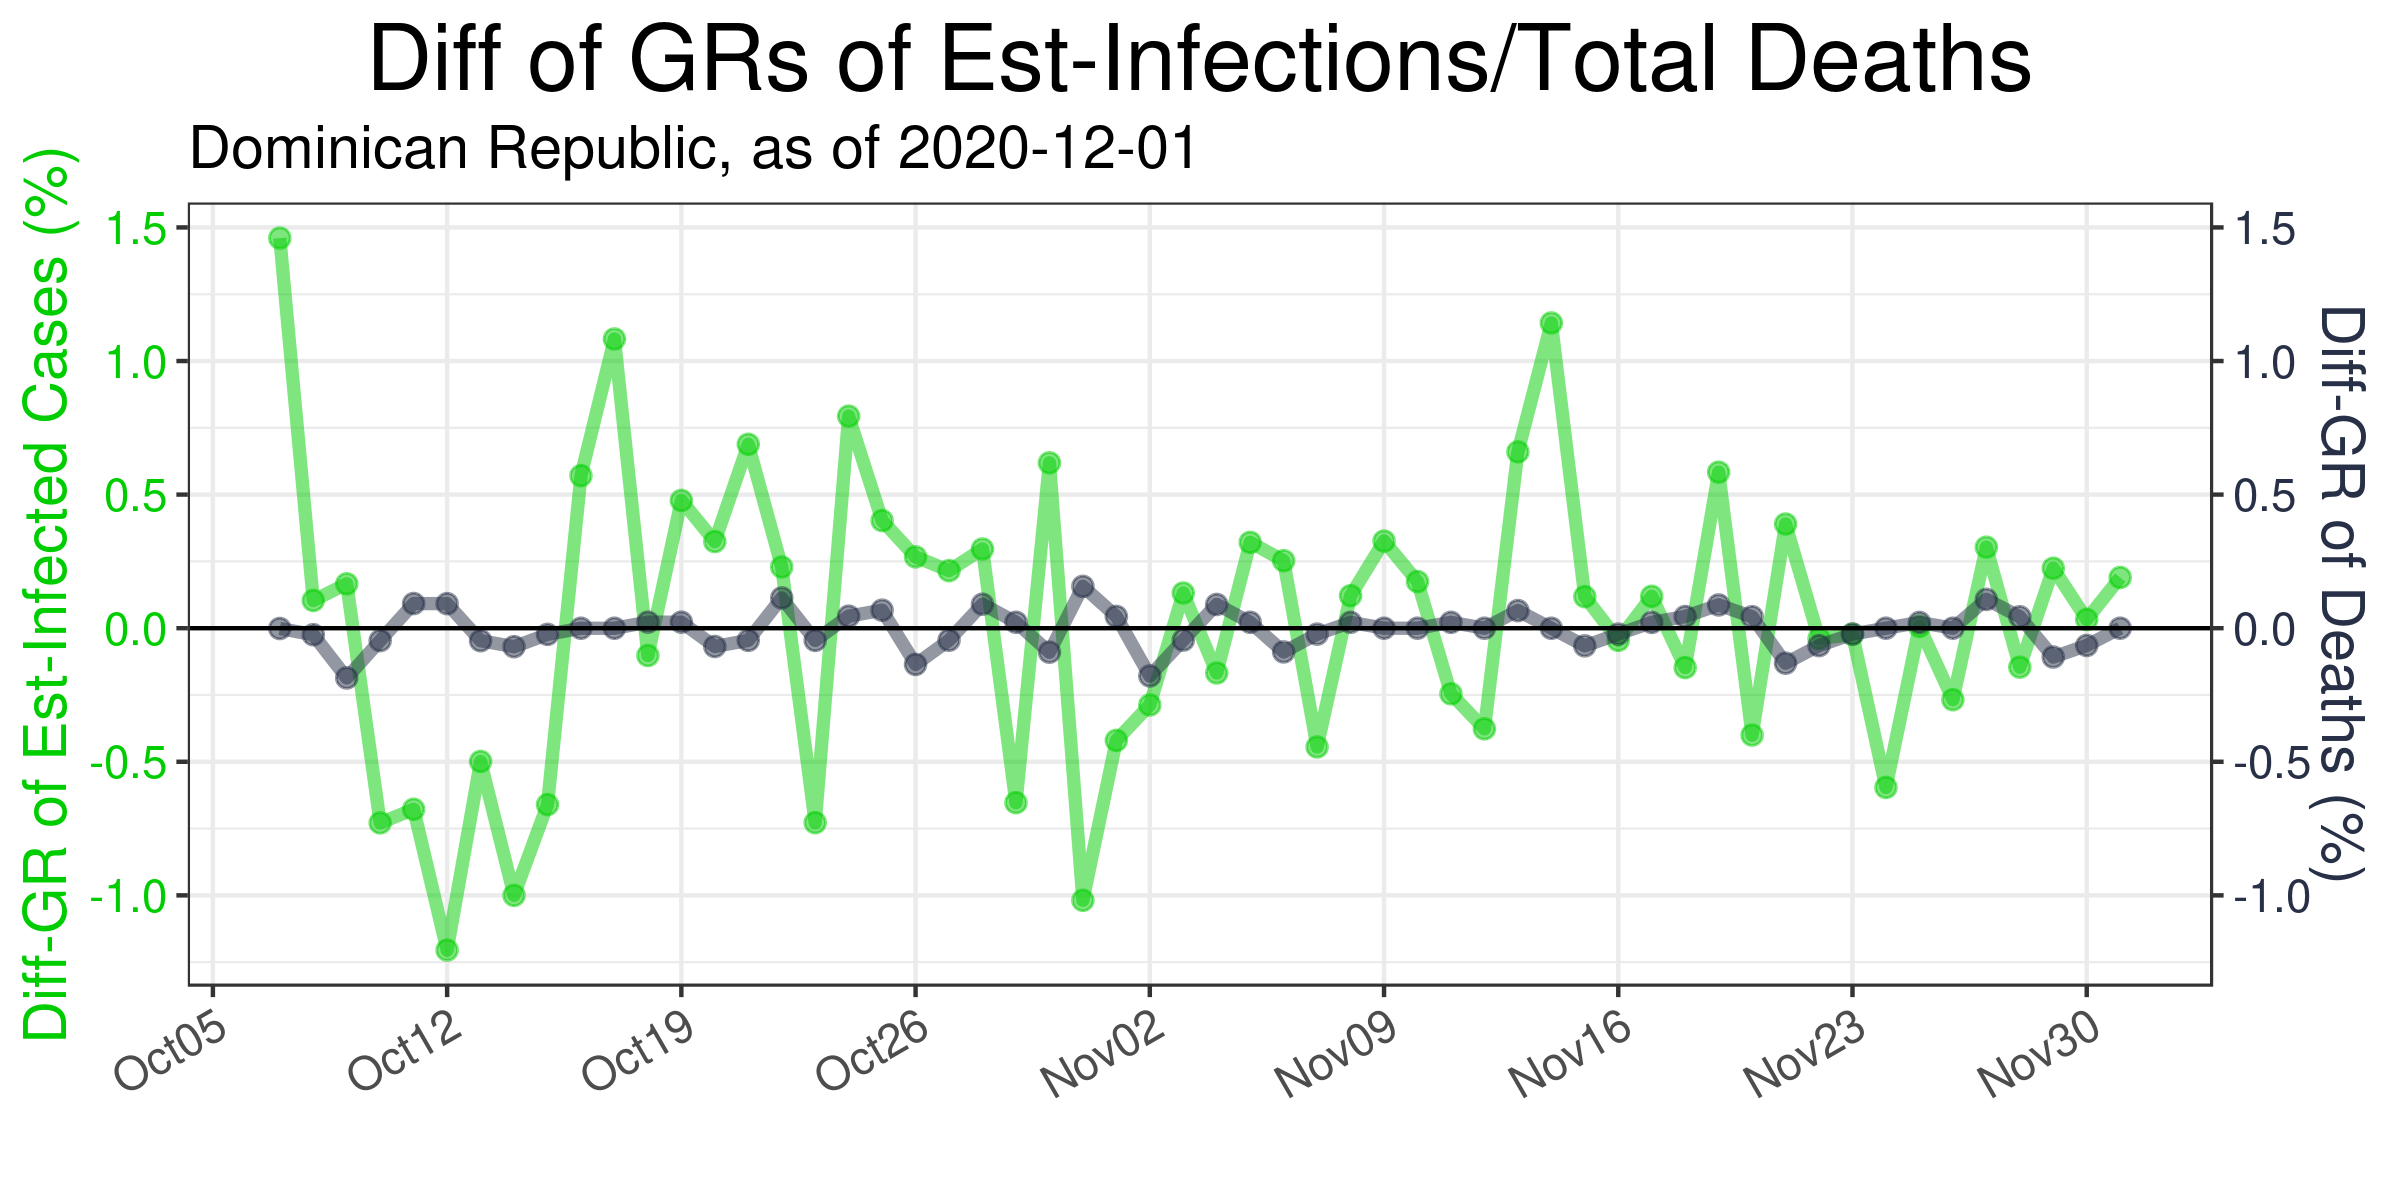 Diff of GRs of Est-Infections/Total Deaths
Dominican Republic, as of 2020-12-01
Diff-GR of Est-Infected Cases (%)
1.5
1.0
0.5
0.0
-0.5
-1.0
1.5
1.0
0.5
0.0
-0.5
-1.0
Diff-GR of Deaths (%)
Oct05
Oct12
Oct19
Oct26
Nov02
Nov09
Nov16
Nov23
Nov30